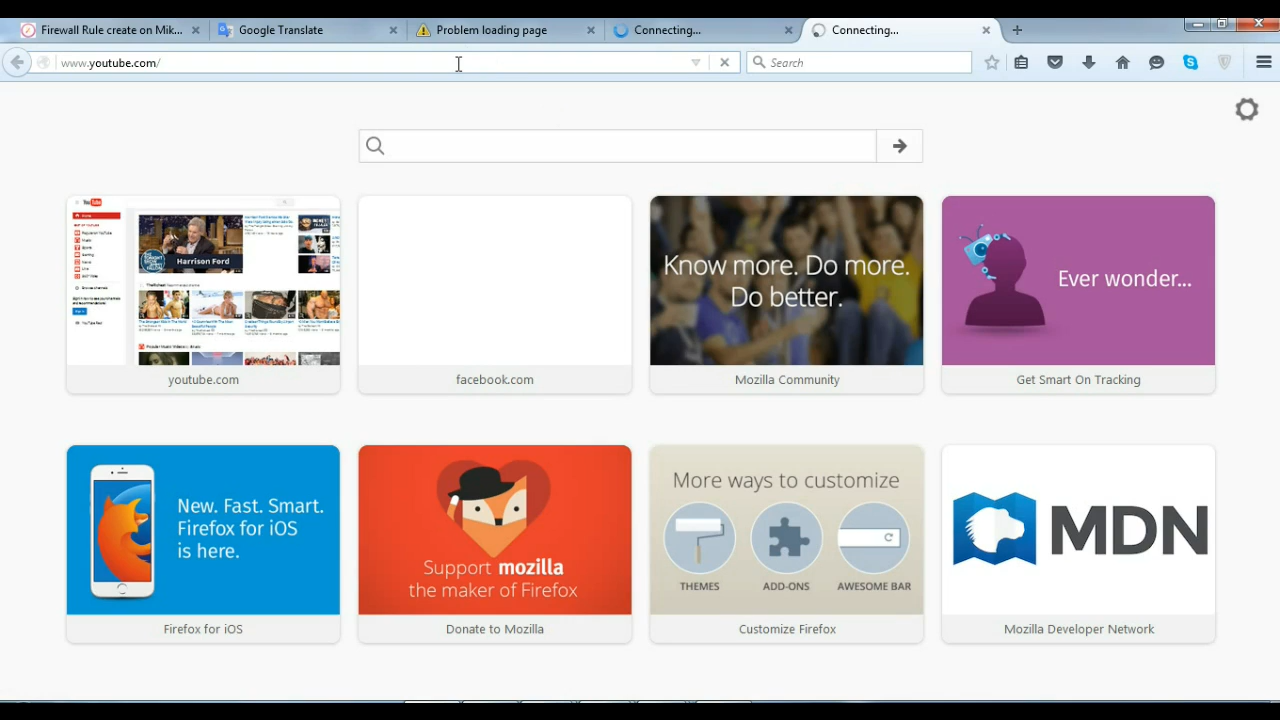 Firewall Rule create on Mik...
Google Translate
Problem loading page
Connecting...
Connecting...
www.youtube.com/
Search
YouTube
Harrison Ford
youtube.com
facebook.com
Know more. Do more.
Do better.
Mozilla Community
Ever wonder...
Get Smart On Tracking
New. Fast. Smart.
Firefox for iOS
is here.
Firefox for iOS
Support mozilla
the maker of Firefox
Donate to Mozilla
More ways to customize
THEMES
ADD-ONS
AWESOME BAR
Customize Firefox
MDN
Mozilla Developer Network